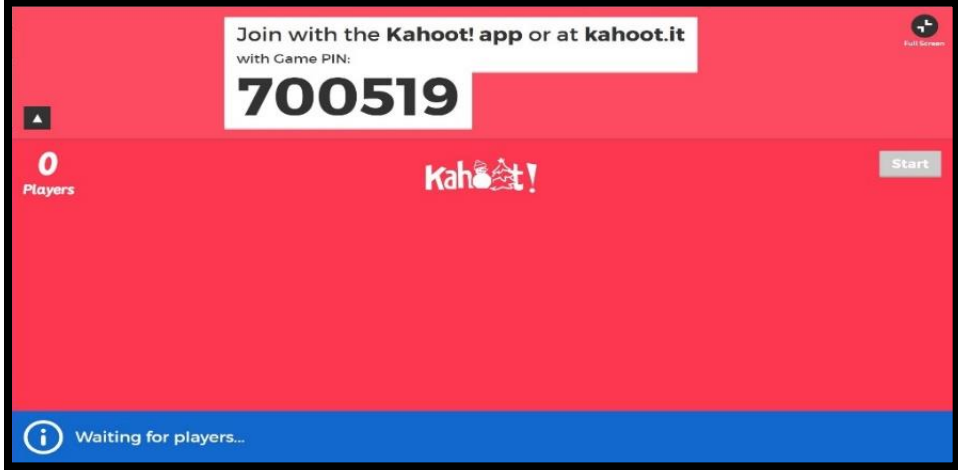 Join with the Kahoot! app or at kahoot.it
with Game PIN:
700519
Full Screen
0
Players
Kahoot!
Start
Waiting for players...